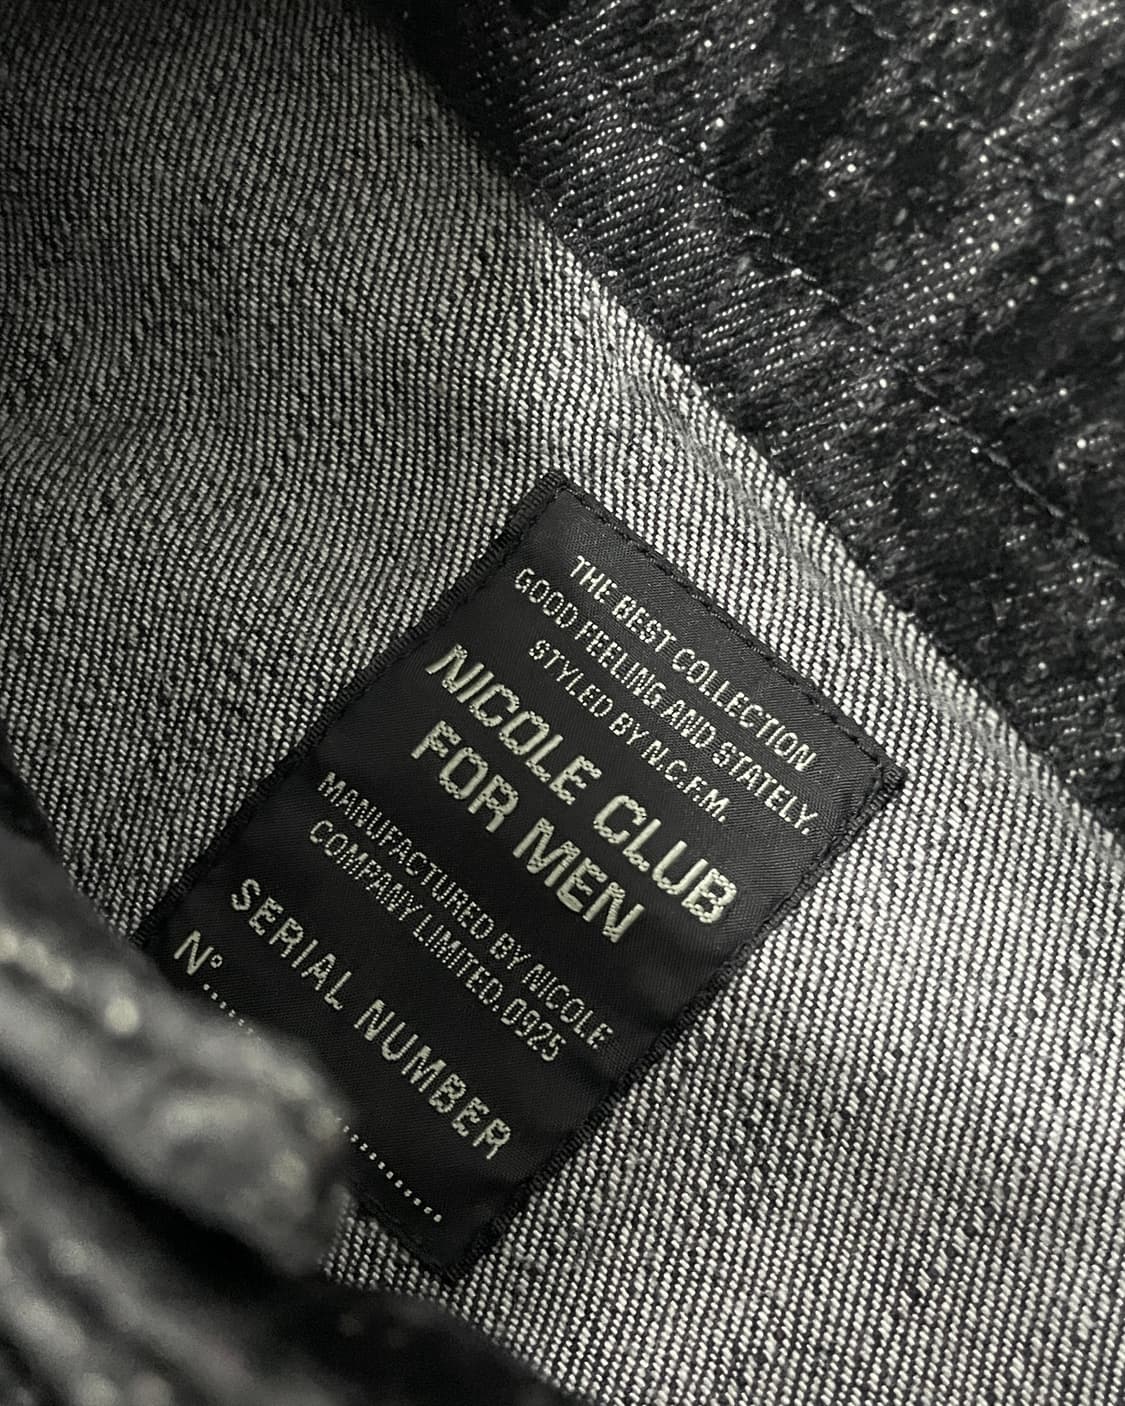 THE BEST COLLECTION
GOOD FEELING AND STATELY.
STYLED BY N.C.F.M.
NICOLE CLUB
FOR MEN
MANUFACTURED BY NICOLE
COMPANY LIMITED.0925
SERIAL NUMBER
N°